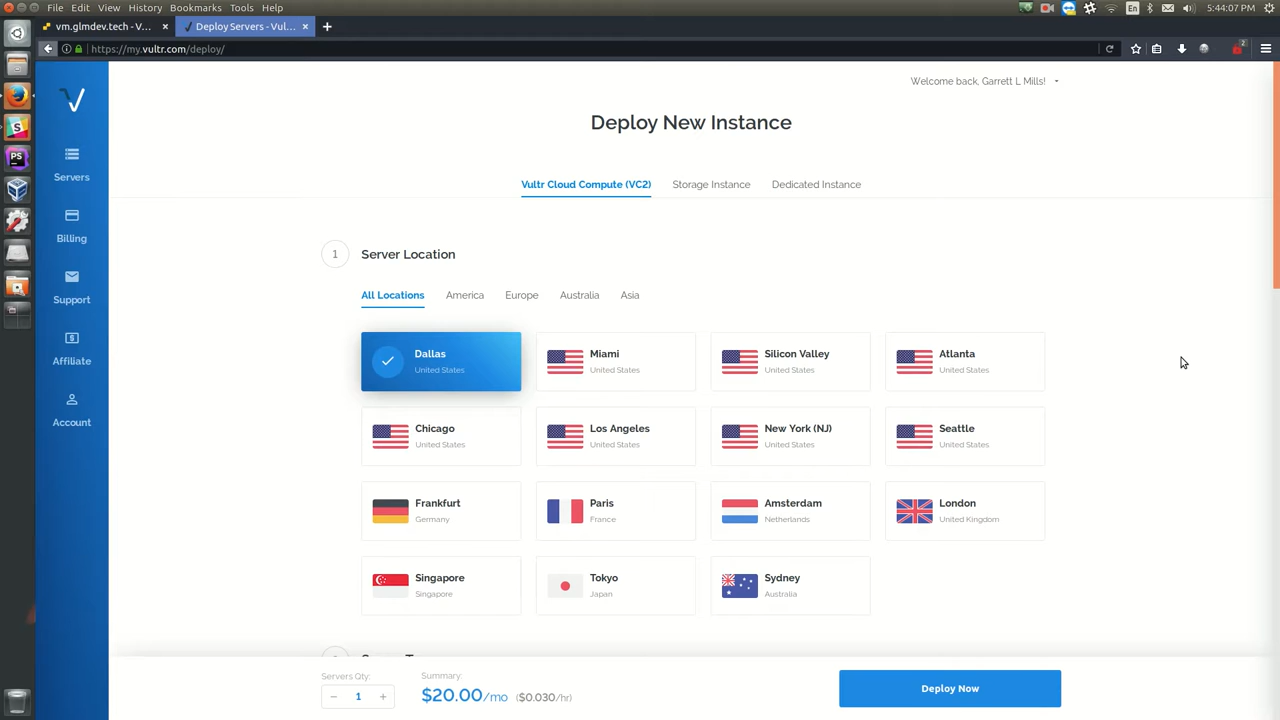 History Bookmarks Tools Help
En
5:44:07 PM
vm.glmdev.tech - V...
Deploy Servers - Vul...
https://my.vultr.com/deploy/
2
Welcome back, Garrett L Mills!
Deploy New Instance
Vultr Cloud Compute (VC2)
Storage Instance
Dedicated Instance
Servers
Billing
Support
Affiliate
Account
PS
1
Server Location
All Locations
America
Europe
Australia
Asia
Dallas
United States
Miami
United States
Silicon Valley
United States
Atlanta
United States
Chicago
United States
Los Angeles
United States
New York (NJ)
United States
Seattle
United States
Frankfurt
Germany
Paris
France
Amsterdam
Netherlands
London
United Kingdom
Singapore
Singapore
Tokyo
Japan
Sydney
Australia
Servers Qty:
1
Summary:
$20.00/mo ($0.030/hr)
Deploy Now